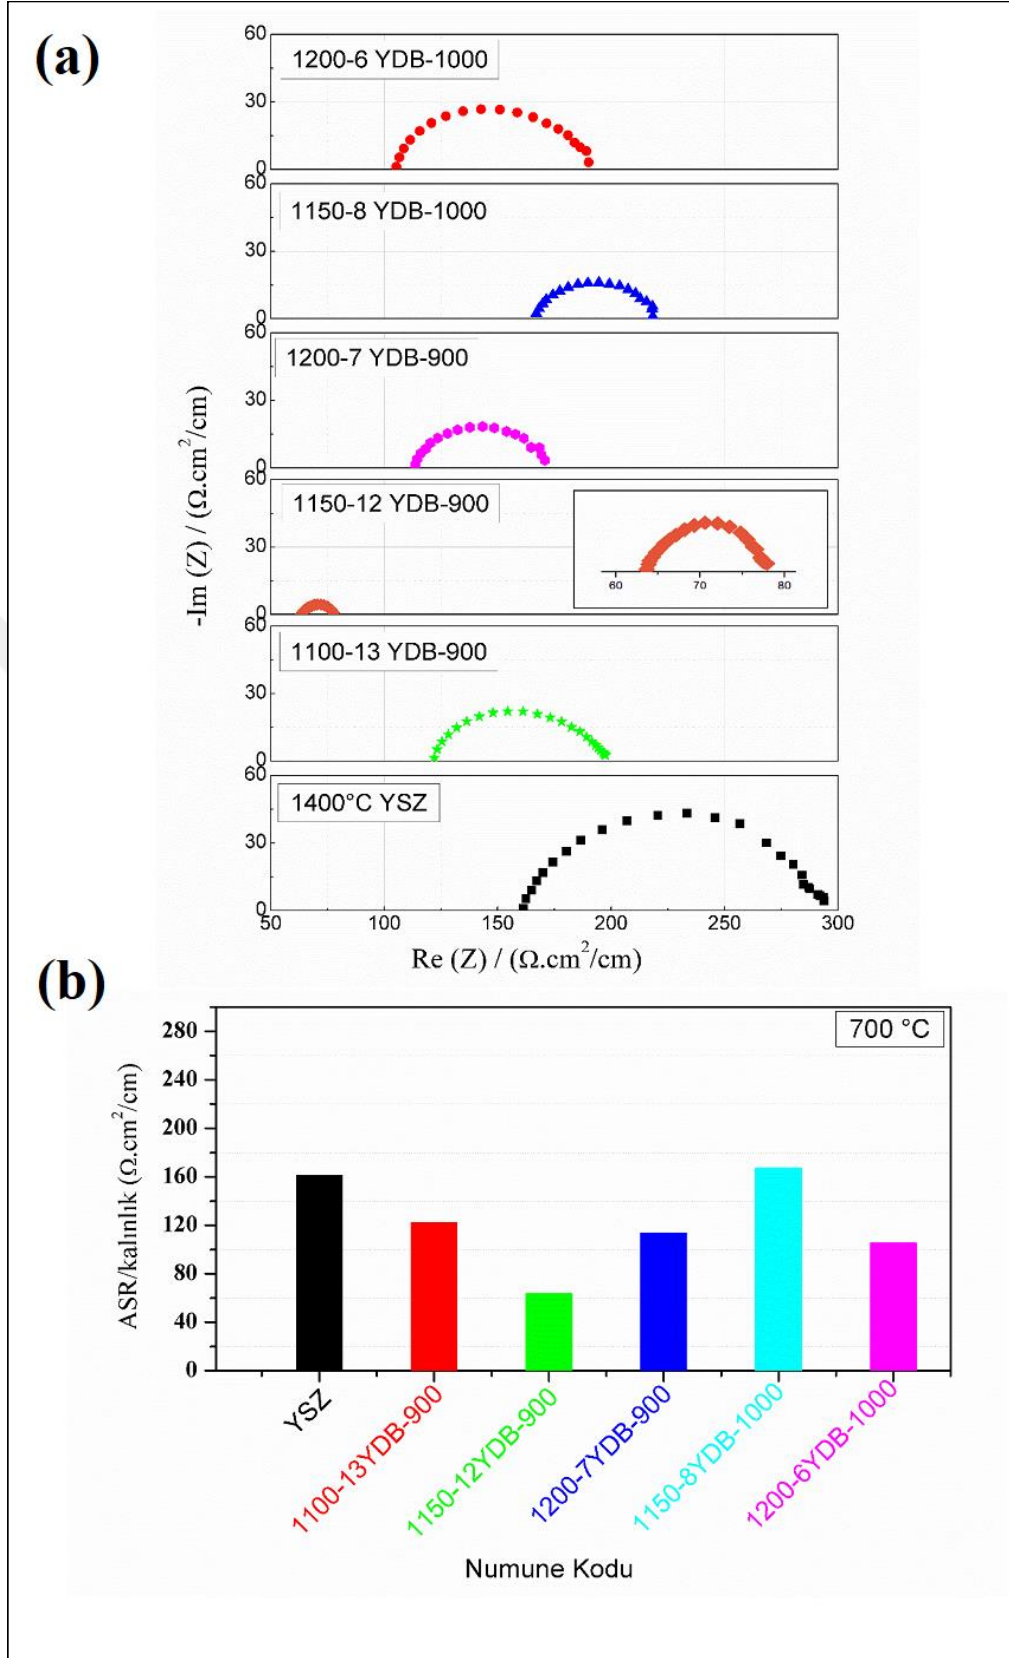 (a)
60
30
0
1200-6 YDB-1000
60
30
0
1150-8 YDB-1000
60
30
0
1200-7 YDB-900
60
30
0
1150-12 YDB-900
60 70 80
60
30
0
1100-13 YDB-900
60
30
0
1400°C YSZ
50 100 150 200 250 300
-Im (Z) / (Ω.cm²/cm)
Re (Z) / (Ω.cm²/cm)
(b)
700 °C
280
240
200
160
120
80
40
0
ASR/kalınlık (Ω.cm²/cm)
YSZ
1100-13YDB-900
1150-12YDB-900
1200-7YDB-900
1150-8YDB-1000
1200-6YDB-1000
Numune Kodu